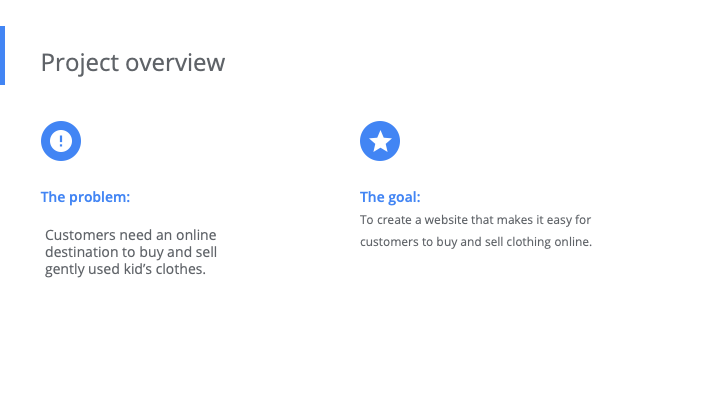 Project overview
The problem:
Customers need an online
destination to buy and sell
gently used kid’s clothes.
The goal:
To create a website that makes it easy for
customers to buy and sell clothing online.